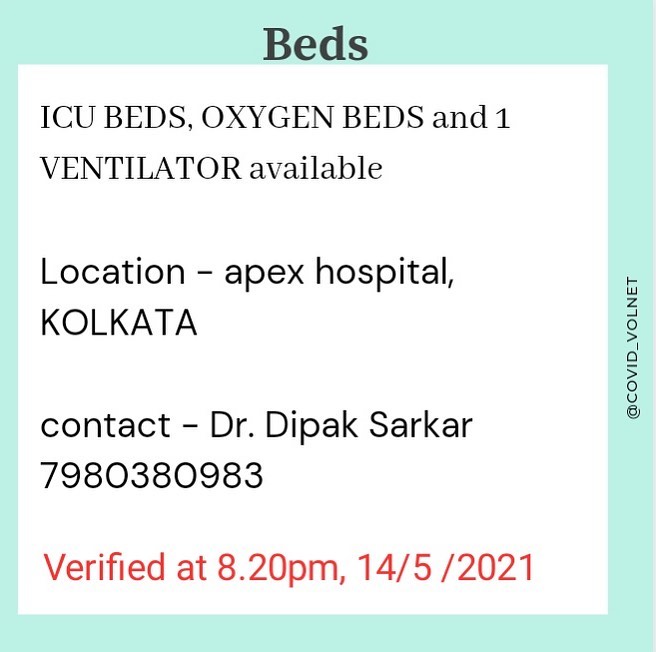 Beds
ICU BEDS, OXYGEN BEDS and 1
VENTILATOR available
Location - apex hospital,
KOLKATA
contact - Dr. Dipak Sarkar
7980380983
Verified at 8.20pm, 14/5 /2021
@COVID_VOLNET